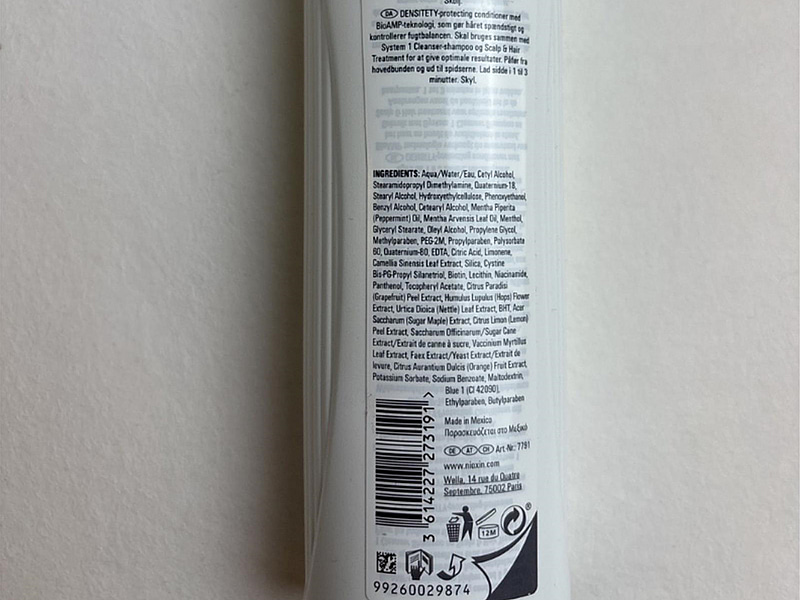 Skolj.
DK DENSITETY-protecting conditioner med
BioAMP-teknologi, som gør håret spændstigt og
kontrollerer fugtbalancen. Skal bruges sammen med
System 1 Cleanser-shampoo og Scalp & Hair
Treatment for at give optimale resultater. Påfør fra
hovedbunden og ud til spidserne. Lad sidde i 1 til 3
minutter. Skyl.
INGREDIENTS: Aqua/Water/Eau, Cetyl Alcohol,
Stearamidopropyl Dimethylamine, Quaternium-18,
Stearyl Alcohol, Hydroxyethylcellulose, Phenoxyethanol,
Benzyl Alcohol, Cetearyl Alcohol, Mentha Piperita
(Peppermint) Oil, Mentha Arvensis Leaf Oil, Menthol,
Glyceryl Stearate, Oleyl Alcohol, Propylene Glycol,
Methylparaben, PEG-2M, Propylparaben, Polysorbate
60, Quaternium-80, EDTA, Citric Acid, Limonene,
Camellia Sinensis Leaf Extract, Silica, Cystine
Bis-PG-Propyl Silanetriol, Biotin, Lecithin, Niacinamide,
Panthenol, Tocopheryl Acetate, Citrus Paradisi
(Grapefruit) Peel Extract, Humulus Lupulus (Hops) Flower
Extract, Urtica Dioica (Nettle) Leaf Extract, BHT, Acer
Saccharum (Sugar Maple) Extract, Citrus Limon (Lemon)
Peel Extract, Saccharum Officinarum/Sugar Cane
Extract/Extrait de canne à sucre, Vaccinium Myrtillus
Leaf Extract, Faex Extract/Yeast Extract/Extrait de
levure, Citrus Aurantium Dulcis (Orange) Fruit Extract,
Potassium Sorbate, Sodium Benzoate, Maltodextrin,
Blue 1 (CI 42090),
Ethylparaben, Butylparaben
Made in Mexico
Παρασκευάζεται στο Μεξικό
DE AT CH Art-Nr.: 7791
www.nioxin.com
Wella, 14 rue du Quatre
Septembre, 75002 Paris
3 614227 273191 >
12M
99260029874